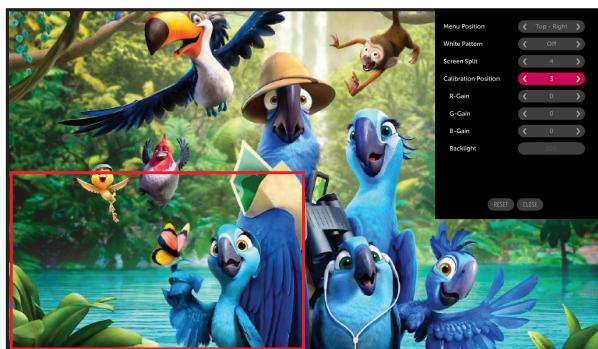 Menu Position < Top - Right >
White Pattern < Off >
Screen Split < 4 >
Calibration Position < 3 >
R-Gain < 0 >
G-Gain < 0 >
B-Gain < 0 >
Backlight
RESET CLOSE